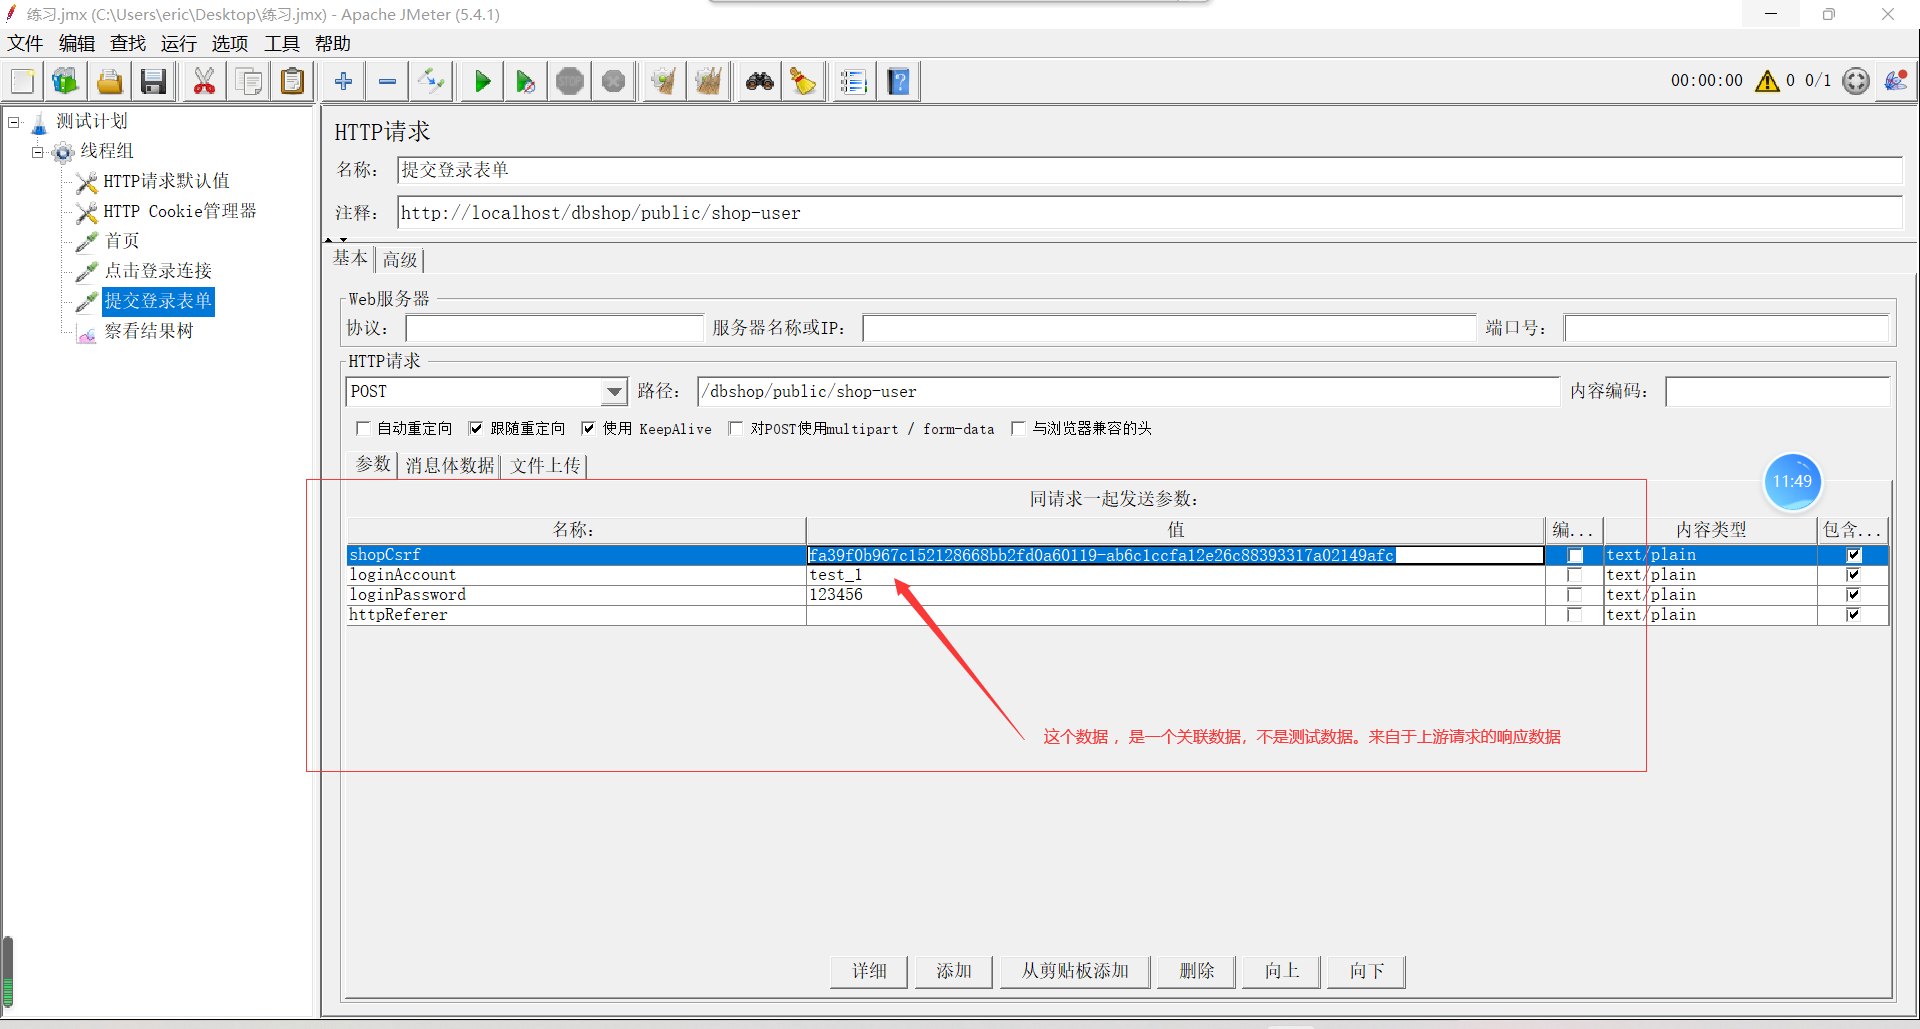 练习.jmx (C:\Users\eric\Desktop\练习.jmx) - Apache JMeter (5.4.1)
文件 编辑 查找 运行 选项 工具 帮助
STOP
00:00:00 0 0/1
测试计划
线程组
HTTP请求默认值
HTTP Cookie管理器
首页
点击登录连接
提交登录表单
察看结果树
HTTP请求
名称: 提交登录表单
注释: http://localhost/dbshop/public/shop-user
基本 高级
Web服务器
协议: 服务器名称或IP: 端口号:
HTTP请求
POST 路径: /dbshop/public/shop-user 内容编码:
自动重定向 跟随重定向 使用 KeepAlive 对POST使用multipart / form-data 与浏览器兼容的头
参数 消息体数据 文件上传
11:49
同请求一起发送参数:
名称: 值 编... 内容类型 包含...
shopCsrf fa39f0b967c152128668bb2fd0a60119-ab6c1ccfa12e26c88393317a02149afc text/plain
loginAccount test_1 text/plain
loginPassword 123456 text/plain
httpReferer text/plain
这个数据 ，是一个关联数据，不是测试数据。来自于上游请求的响应数据
详细 添加 从剪贴板添加 删除 向上 向下